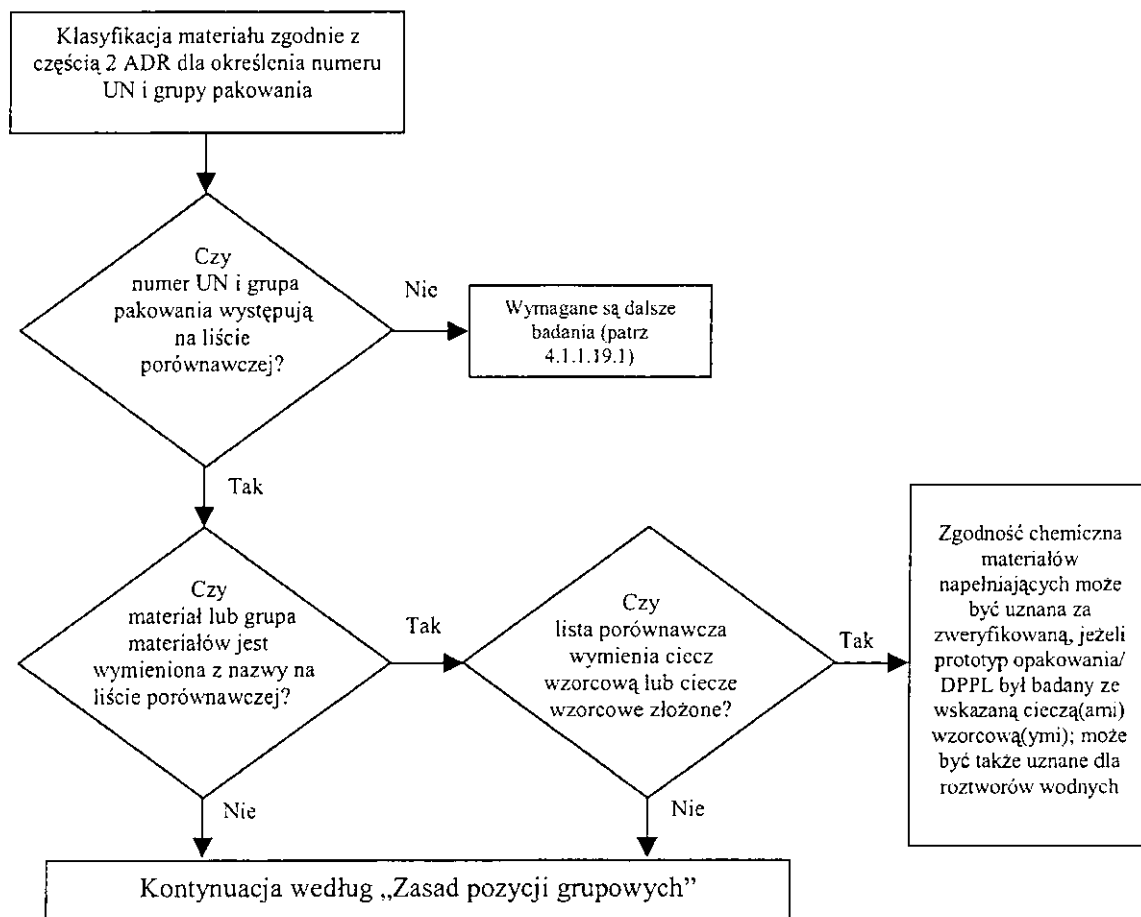 Klasyfikacja materiału zgodnie z
częścią 2 ADR dla określenia numeru
UN i grupy pakowania
Czy
numer UN i grupa
pakowania występują
na liście
porównawczej?
Nie
Wymagane są dalsze
badania (patrz
4.1.1.19.1)
Tak
Czy
materiał lub grupa
materiałów jest
wymieniona z nazwy na
liście porównawczej?
Tak
Czy
lista porównawcza
wymienia ciecz
wzorcową lub ciecze
wzorcowe złożone?
Tak
Zgodność chemiczna
materiałów
napełniających może
być uznana za
zweryfikowaną, jeżeli
prototyp opakowania/
DPPL był badany ze
wskazaną cieczą(ami)
wzorcową(ymi); może
być także uznane dla
roztworów wodnych
Nie
Nie
Kontynuacja według „Zasad pozycji grupowych”